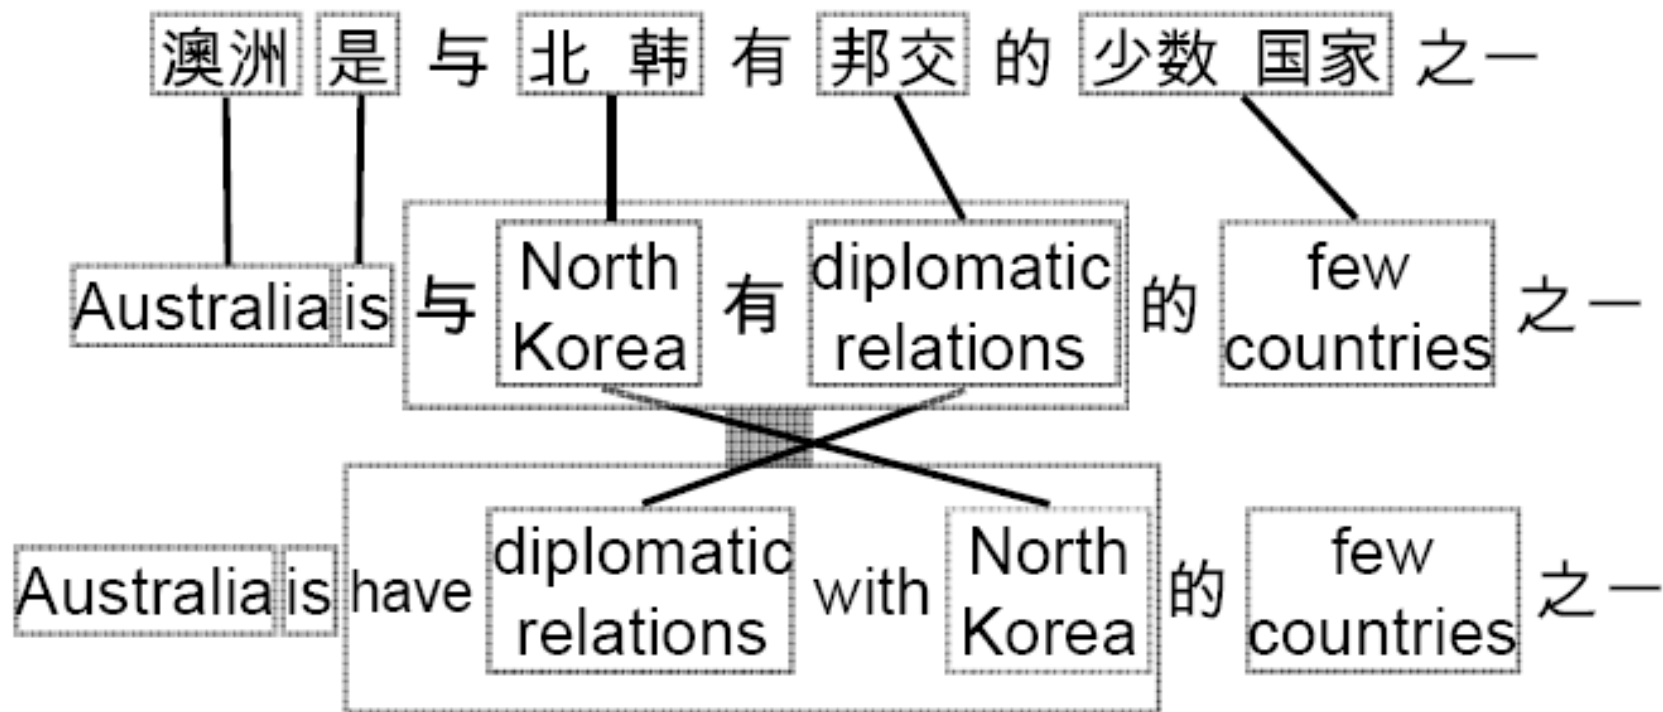 澳洲 是 与 北 韩 有 邦交 的 少数 国家 之一
Australia is 与 North Korea 有 diplomatic relations 的 few countries 之一
Australia is have diplomatic relations with North Korea 的 few countries 之一